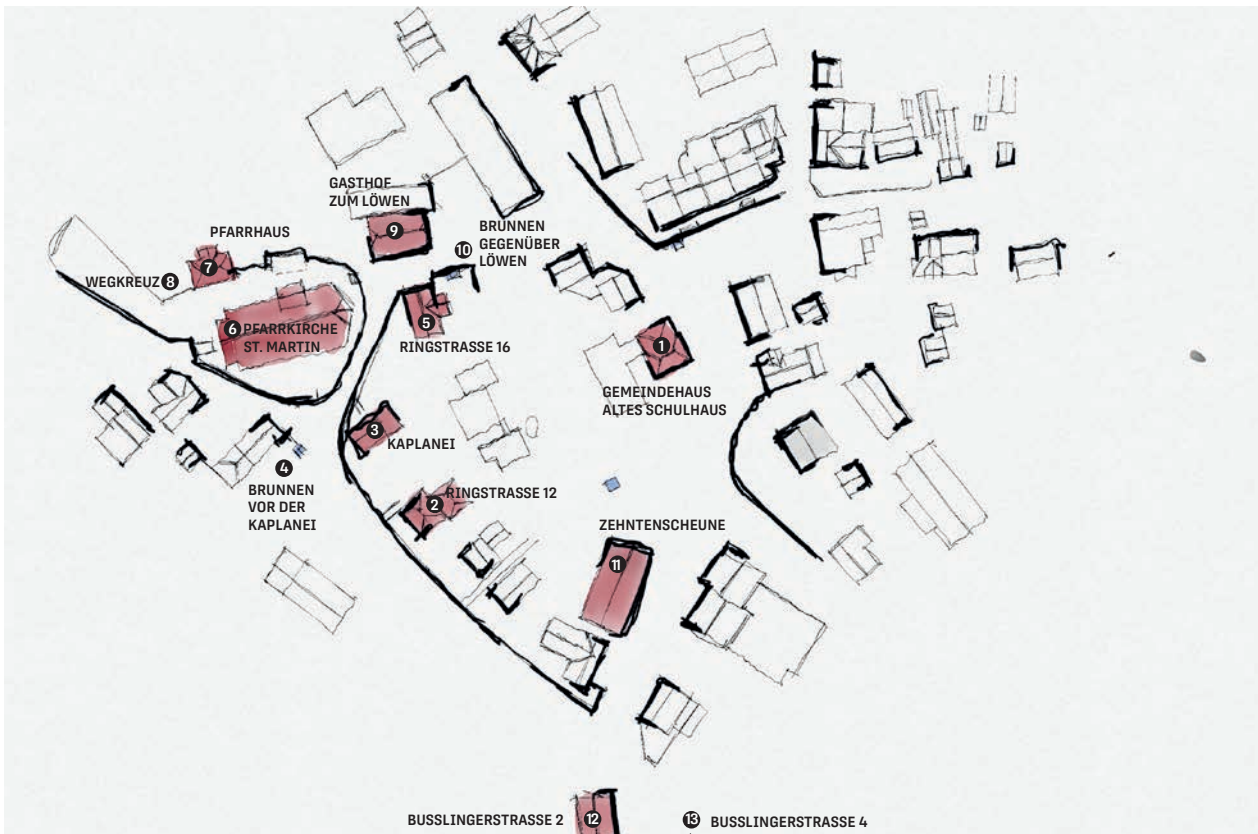 GASTHOF
ZUM LÖWEN
9
PFARRHAUS
7
10 BRUNNEN
GEGENÜBER
LÖWEN
WEGKREUZ 8
6 PFARRKIRCHE
ST. MARTIN
5
RINGSTRASSE 16
1
GEMEINDEHAUS
ALTES SCHULHAUS
3
KAPLANEI
4
BRUNNEN
VOR DER
KAPLANEI
2 RINGSTRASSE 12
ZEHNTENSCHEUNE
11
BUSSLINGERSTRASSE 2 12
13 BUSSLINGERSTRASSE 4